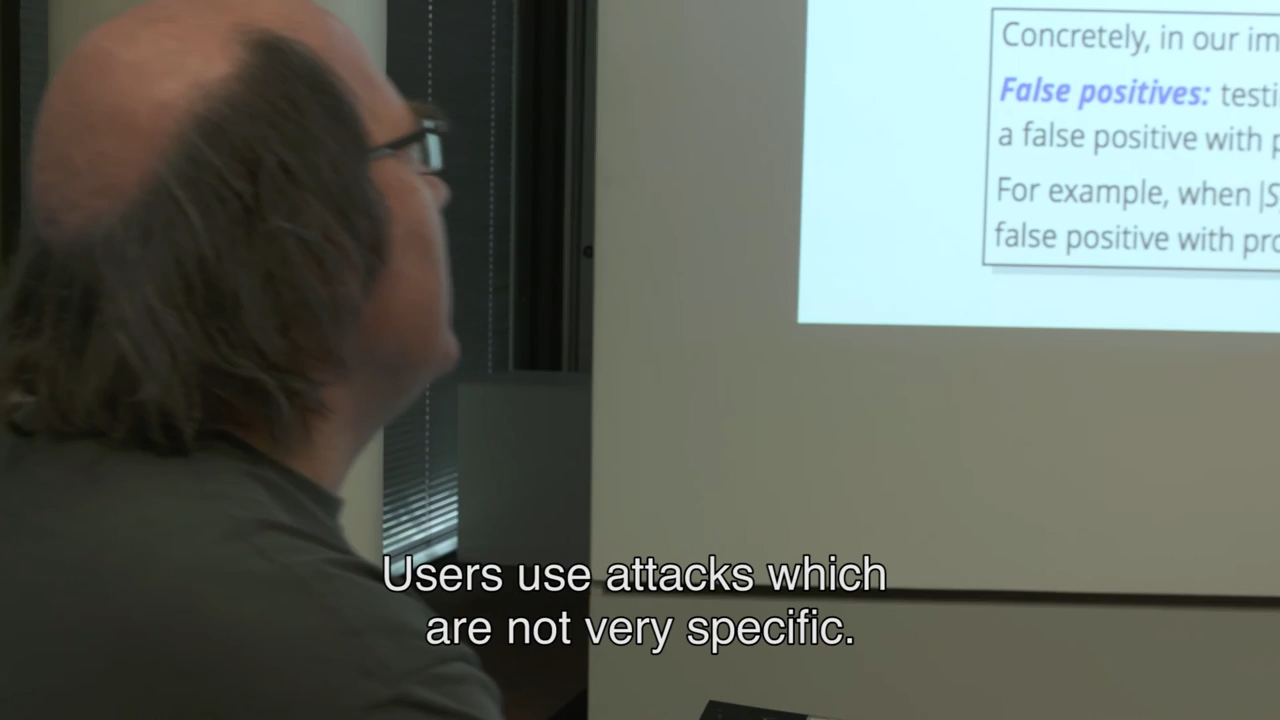 Concretely, in our im
False positives: testi
a false positive with p
For example, when |S
false positive with pro
Users use attacks which
are not very specific.